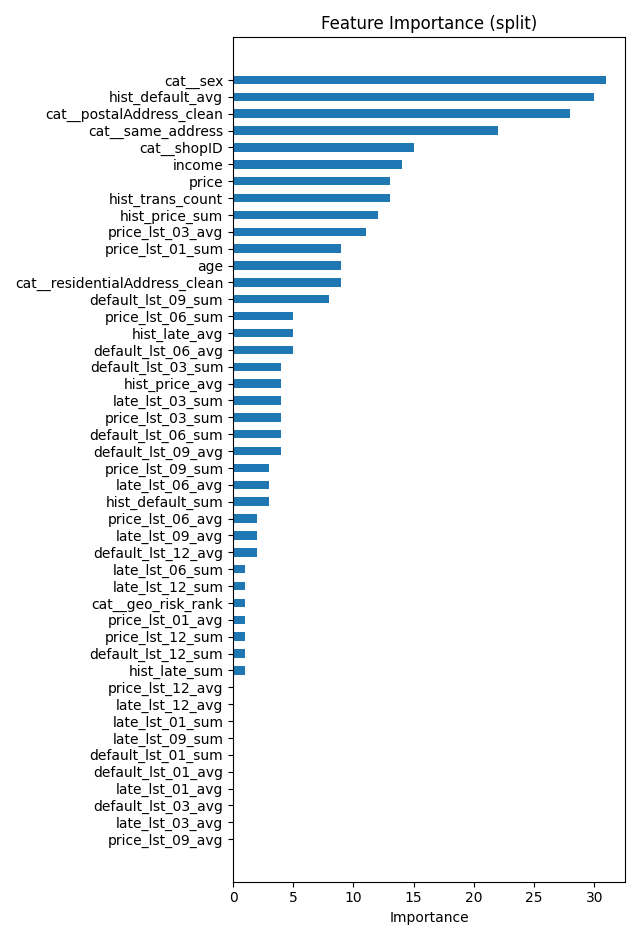 Feature Importance (split)
cat__sex
hist_default_avg
cat__postalAddress_clean
cat__same_address
cat__shopID
income
price
hist_trans_count
hist_price_sum
price_lst_03_avg
price_lst_01_sum
age
cat__residentialAddress_clean
default_lst_09_sum
price_lst_06_sum
hist_late_avg
default_lst_06_avg
default_lst_03_sum
hist_price_avg
late_lst_03_sum
price_lst_03_sum
default_lst_06_sum
default_lst_09_avg
price_lst_09_sum
late_lst_06_avg
hist_default_sum
price_lst_06_avg
late_lst_09_avg
default_lst_12_avg
late_lst_06_sum
late_lst_12_sum
cat__geo_risk_rank
price_lst_01_avg
price_lst_12_sum
default_lst_12_sum
hist_late_sum
price_lst_12_avg
late_lst_12_avg
late_lst_01_sum
late_lst_09_sum
default_lst_01_sum
default_lst_01_avg
late_lst_01_avg
default_lst_03_avg
late_lst_03_avg
price_lst_09_avg
0 5 10 15 20 25 30
Importance